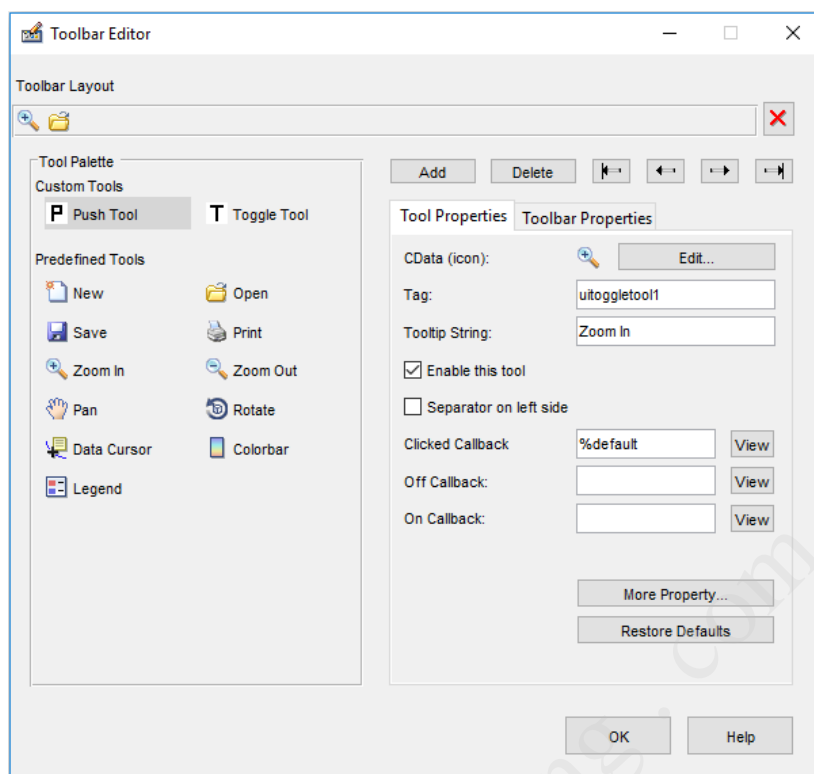 Toolbar Editor
Toolbar Layout
Tool Palette
Custom Tools
P Push Tool T Toggle Tool
Predefined Tools
New Open
Save Print
Zoom In Zoom Out
Pan Rotate
Data Cursor Colorbar
Legend
Add Delete
Tool Properties Toolbar Properties
CData (icon): Edit...
Tag: uitoggletool1
Tooltip String: Zoom In
Enable this tool
Separator on left side
Clicked Callback %default View
Off Callback: View
On Callback: View
More Property...
Restore Defaults
OK Help